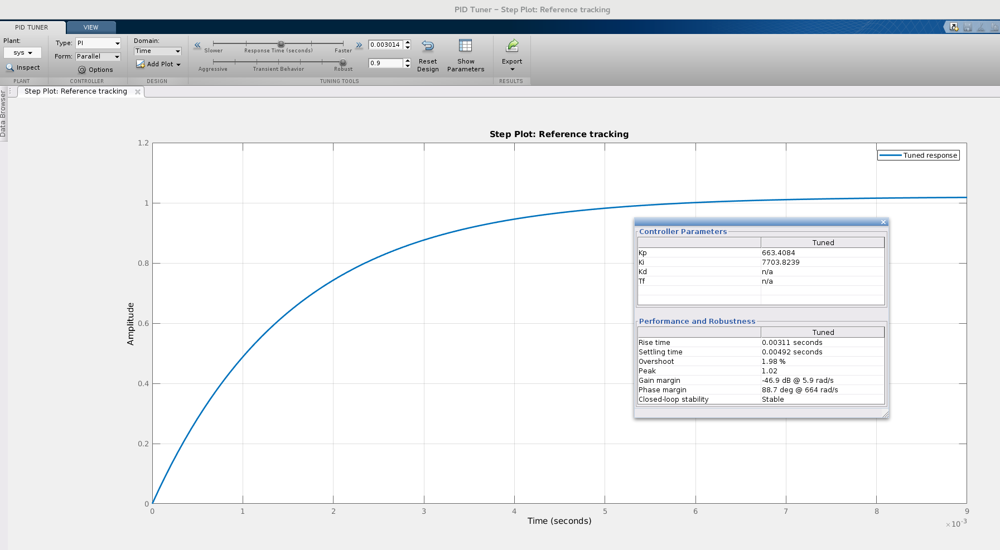 PID Tuner - Step Plot: Reference tracking
PID TUNER
VIEW
Plant:
sys
Inspect
PLANT
Type: PI
Form: Parallel
Options
CONTROLLER
Domain:
Time
Add Plot
DESIGN
Slower Response Time (seconds) Faster
0.003014
Aggressive Transient Behavior Robust
0.9
Reset Design
Show Parameters
TUNING TOOLS
Export
RESULTS
Data Browser
Step Plot: Reference tracking
Step Plot: Reference tracking
Tuned response
Amplitude
1.2
1
0.8
0.6
0.4
0.2
0
0 1 2 3 4 5 6 7 8 9
Time (seconds)
×10⁻³
Controller Parameters
Tuned
Kp 663.4084
Ki 7703.8239
Kd n/a
Tf n/a
Performance and Robustness
Tuned
Rise time 0.00311 seconds
Settling time 0.00492 seconds
Overshoot 1.98 %
Peak 1.02
Gain margin -46.9 dB @ 5.9 rad/s
Phase margin 88.7 deg @ 664 rad/s
Closed-loop stability Stable